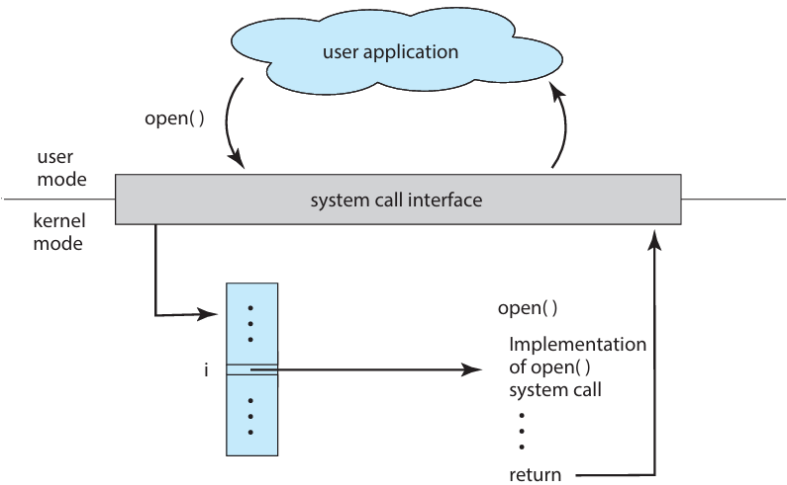 user application
open( )
user
mode
system call interface
kernel
mode
open( )
Implementation
of open( )
system call
i
return